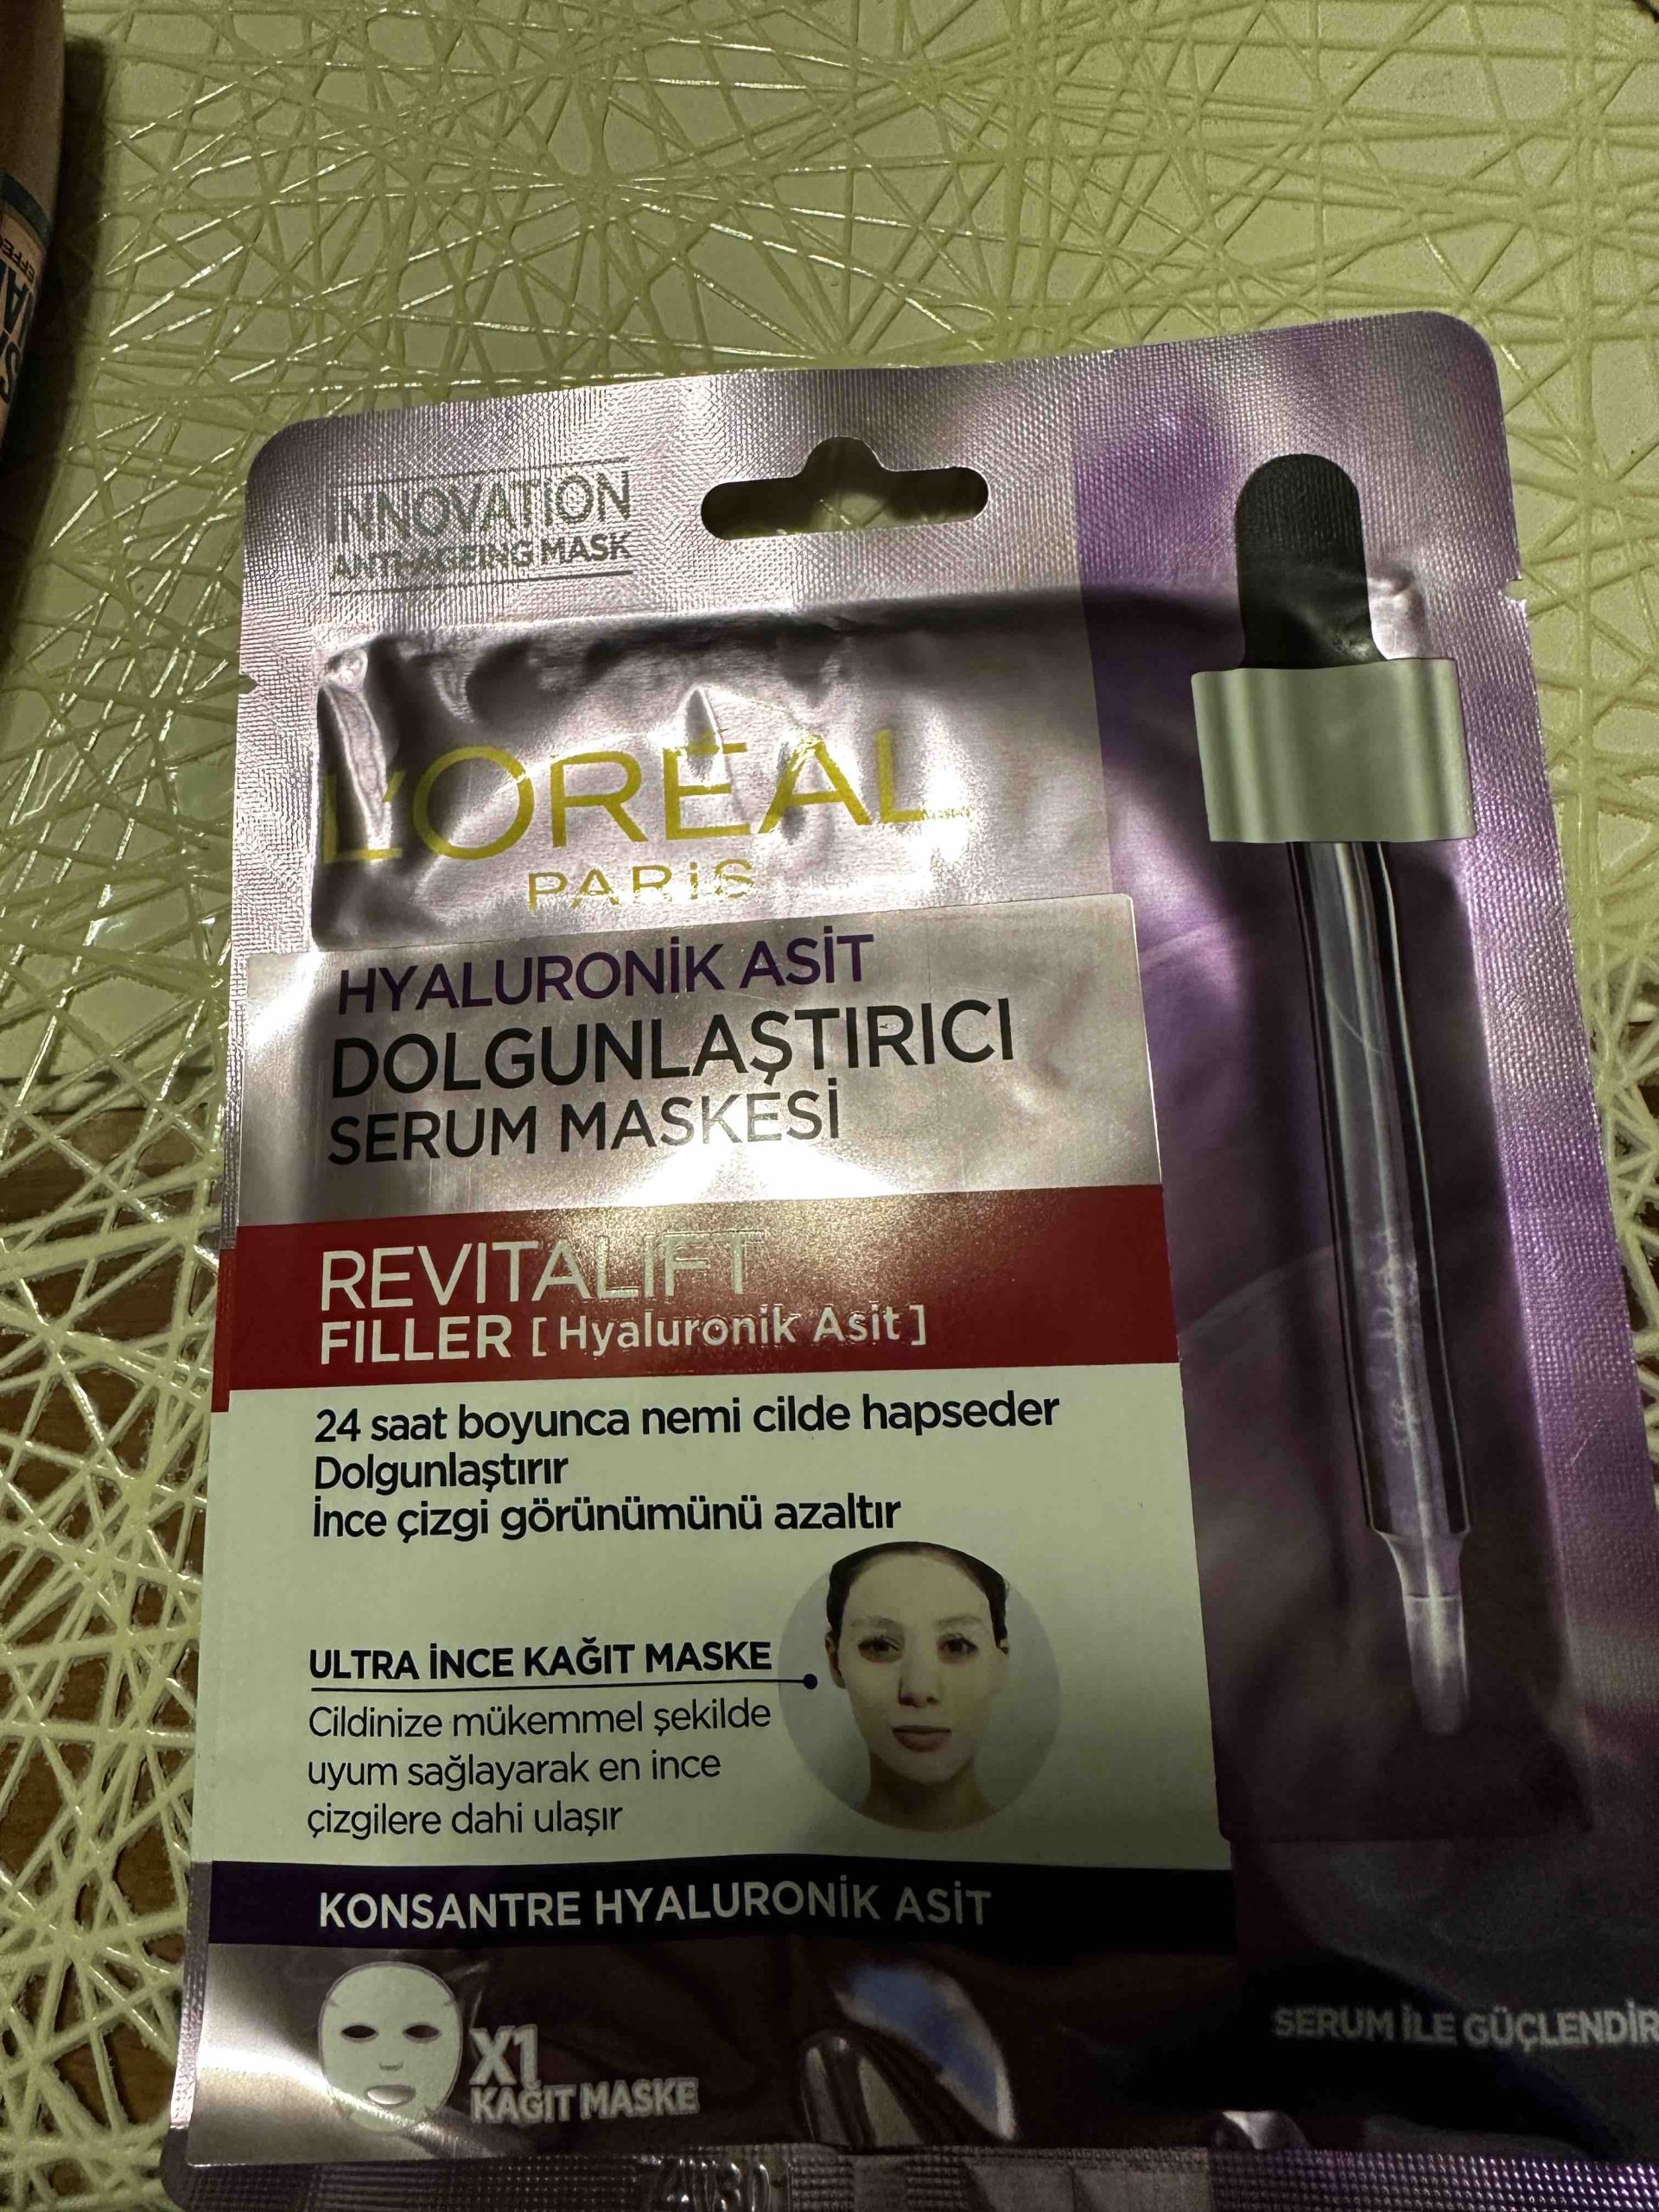 INNOVATION
ANTI-AGEING MASK
L'ORÉAL
PARIS
HYALURONİK ASİT
DOLGUNLAŞTIRICI
SERUM MASKESİ
REVITALIFT
FILLER [Hyaluronik Asit]
24 saat boyunca nemi cilde hapseder
Dolgunlaştırır
İnce çizgi görünümünü azaltır
ULTRA İNCE KAĞIT MASKE
Cildinize mükemmel şekilde
uyum sağlayarak en ince
çizgilere dahi ulaşır
KONSANTRE HYALURONİK ASİT
X1
KAĞIT MASKE
SERUM İLE GÜÇLENDİR